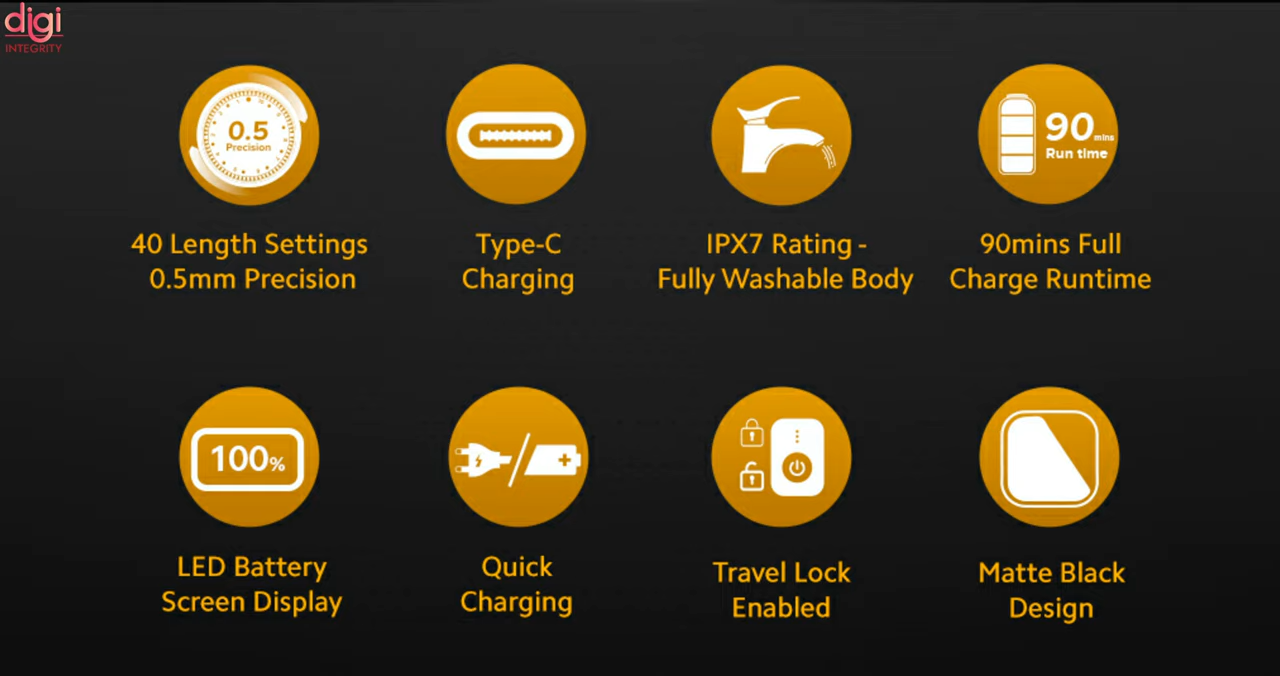 digi
INTEGRITY
0.5
Precision
90 mins
Run time
40 Length Settings
0.5mm Precision
Type-C
Charging
IPX7 Rating -
Fully Washable Body
90mins Full
Charge Runtime
100%
LED Battery
Screen Display
Quick
Charging
Travel Lock
Enabled
Matte Black
Design